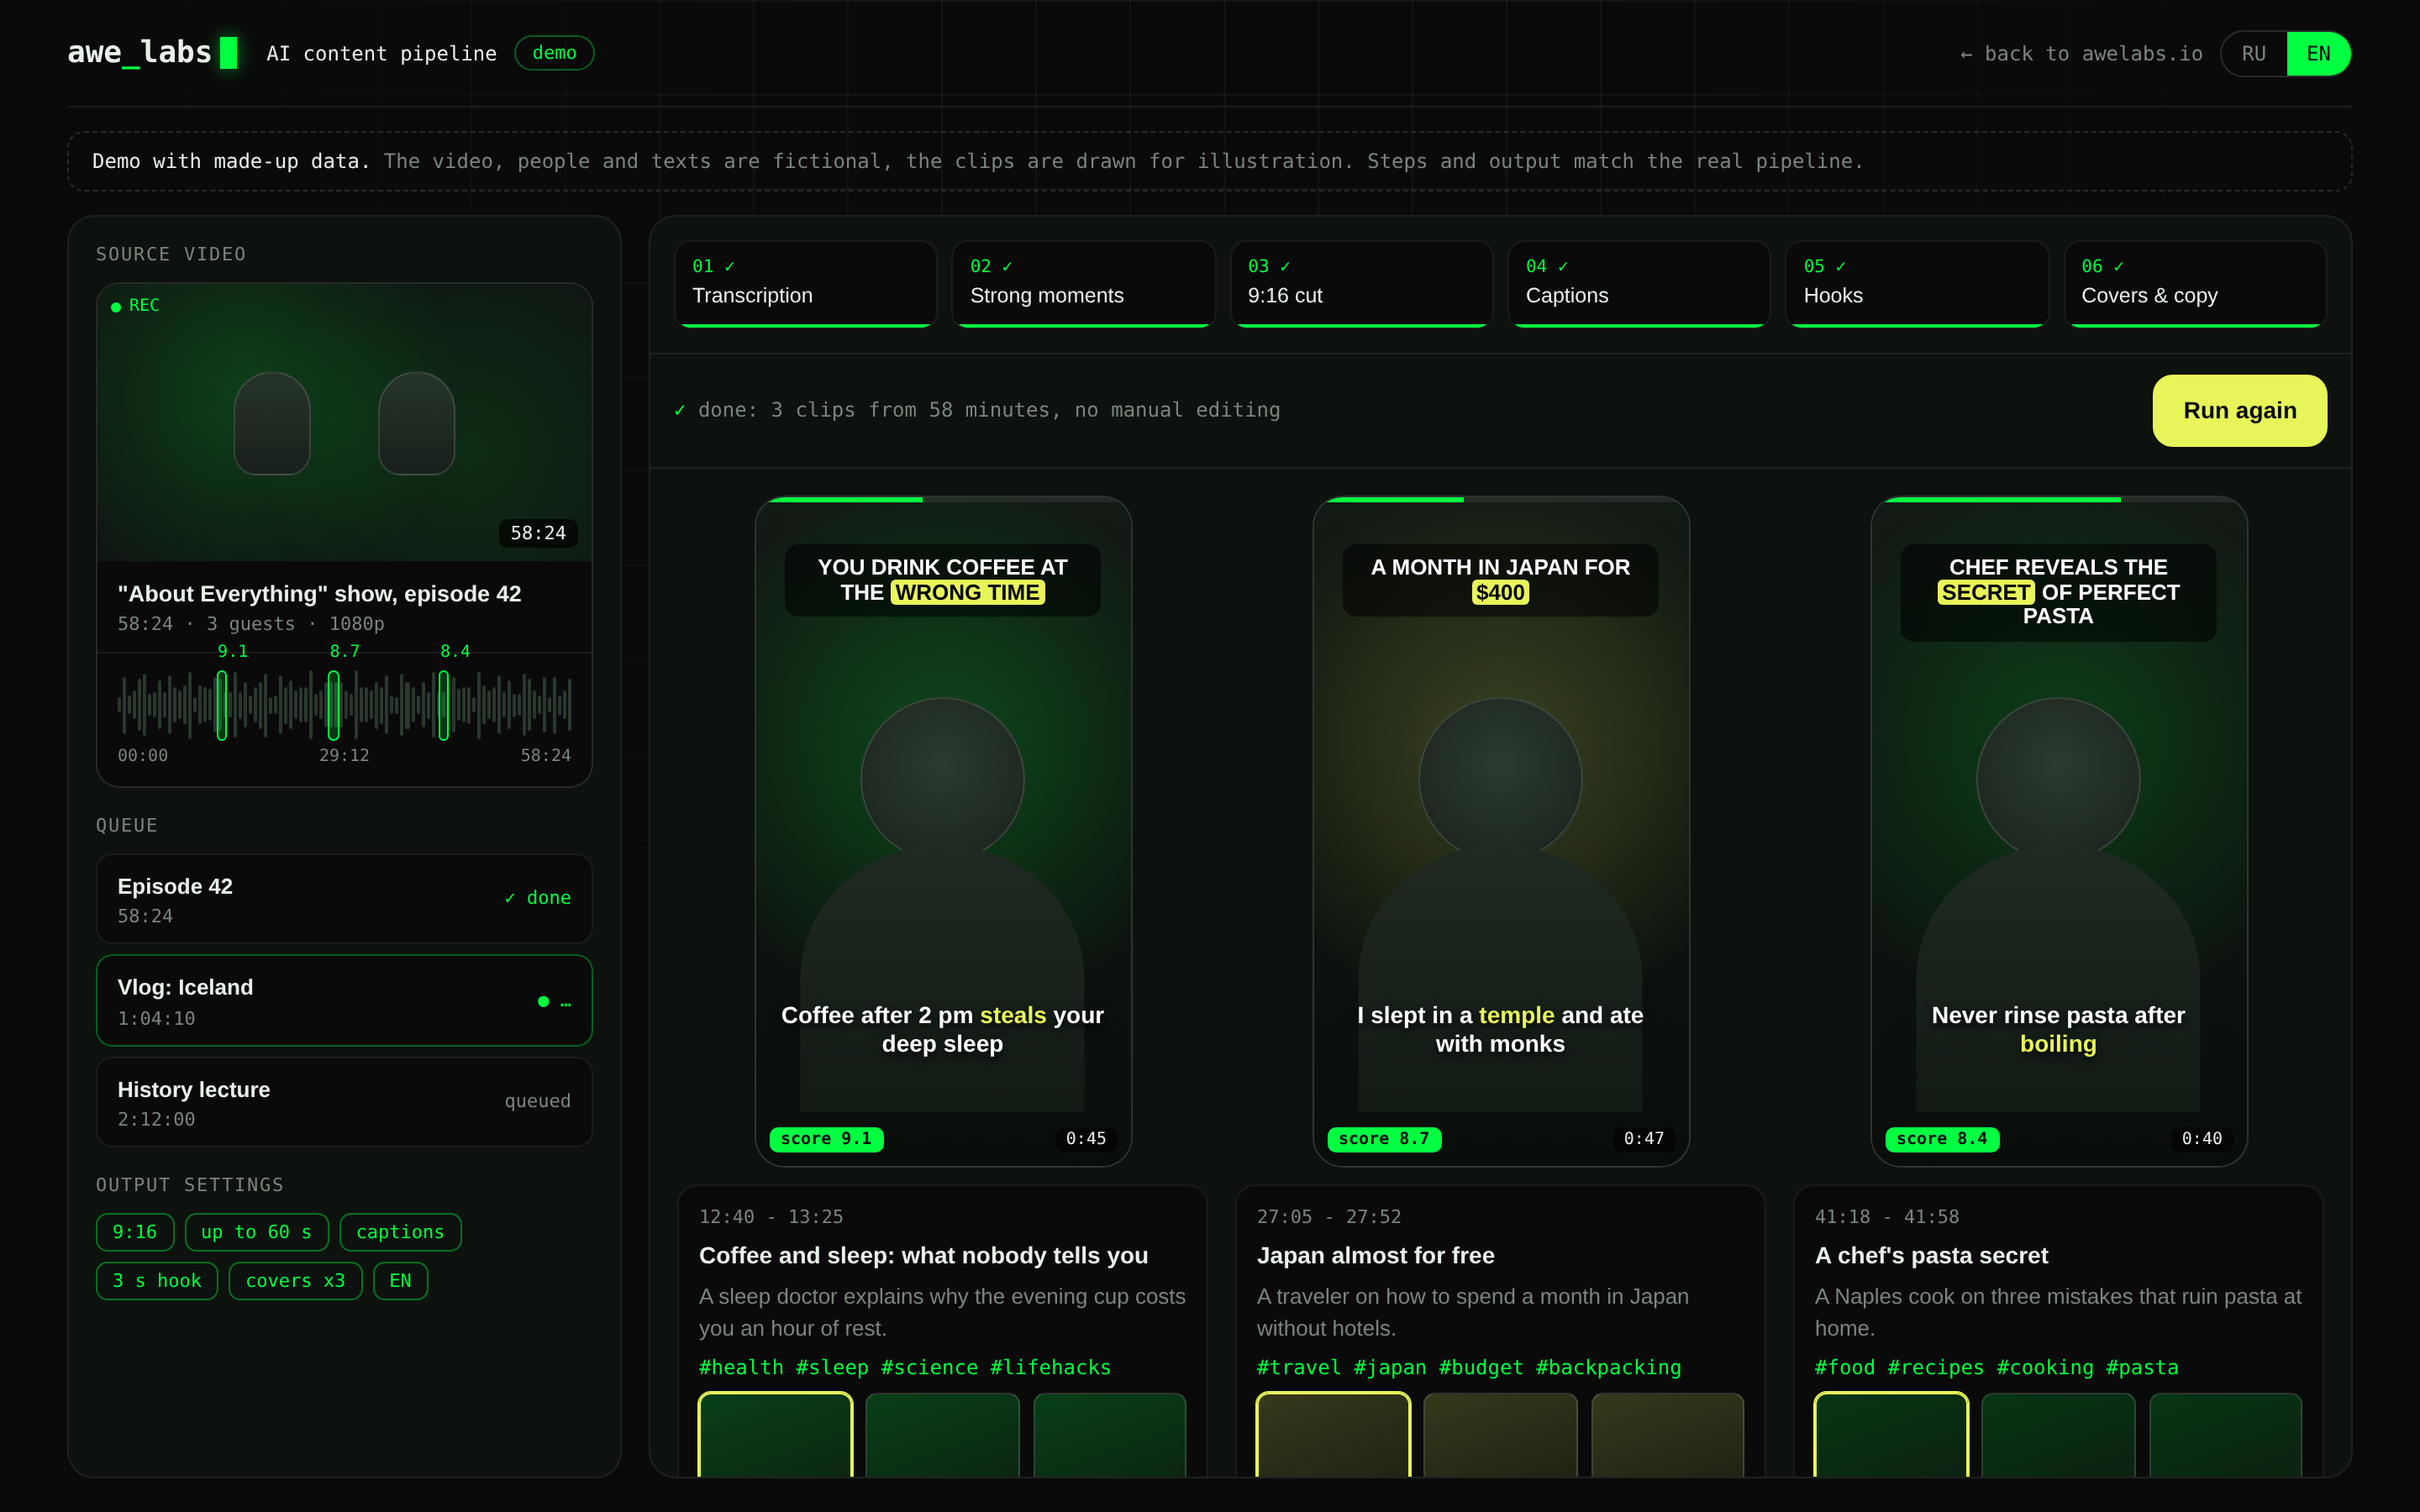 awe_labs
AI content pipeline
demo
← back to awelabs.io
RU
EN
Demo with made-up data. The video, people and texts are fictional, the clips are drawn for illustration. Steps and output match the real pipeline.
SOURCE VIDEO
REC
58:24
"About Everything" show, episode 42
58:24 · 3 guests · 1080p
9.1
8.7
8.4
00:00
29:12
58:24
QUEUE
Episode 42
58:24
✓ done
Vlog: Iceland
1:04:10
● …
History lecture
2:12:00
queued
OUTPUT SETTINGS
9:16
up to 60 s
captions
3 s hook
covers x3
EN
01 ✓
Transcription
02 ✓
Strong moments
03 ✓
9:16 cut
04 ✓
Captions
05 ✓
Hooks
06 ✓
Covers & copy
✓ done: 3 clips from 58 minutes, no manual editing
Run again
YOU DRINK COFFEE AT
THE WRONG TIME
Coffee after 2 pm steals your
deep sleep
score 9.1
0:45
12:40 - 13:25
Coffee and sleep: what nobody tells you
A sleep doctor explains why the evening cup costs
you an hour of rest.
#health #sleep #science #lifehacks
A MONTH IN JAPAN FOR
$400
I slept in a temple and ate
with monks
score 8.7
0:47
27:05 - 27:52
Japan almost for free
A traveler on how to spend a month in Japan
without hotels.
#travel #japan #budget #backpacking
CHEF REVEALS THE
SECRET OF PERFECT
PASTA
Never rinse pasta after
boiling
score 8.4
0:40
41:18 - 41:58
A chef's pasta secret
A Naples cook on three mistakes that ruin pasta at
home.
#food #recipes #cooking #pasta